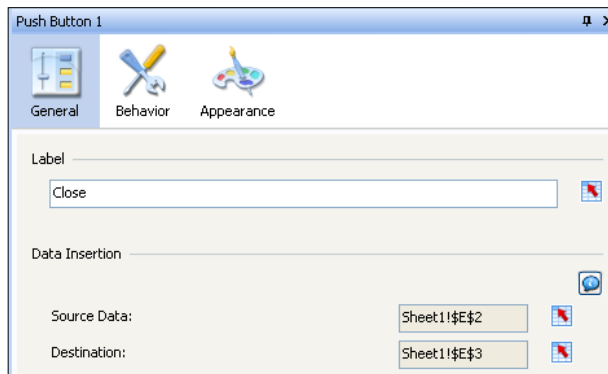 Push Button 1
General Behavior Appearance
Label
Close
Data Insertion
Source Data: Sheet1!$E$2
Destination: Sheet1!$E$3